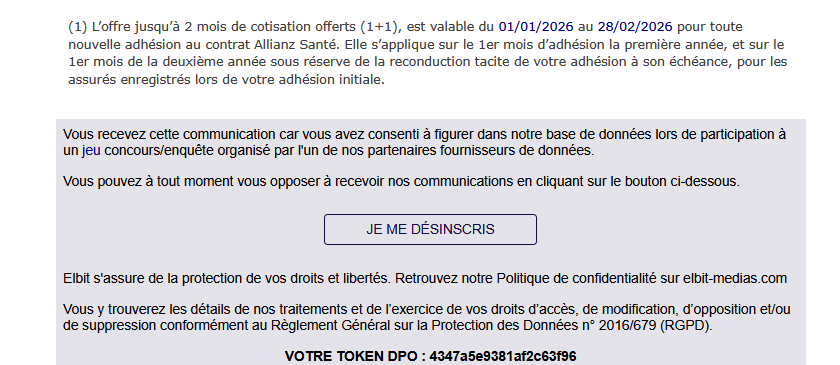 (1) L’offre jusqu’à 2 mois de cotisation offerts (1+1), est valable du 01/01/2026 au 28/02/2026 pour toute
nouvelle adhésion au contrat Allianz Santé. Elle s’applique sur le 1er mois d’adhésion la première année, et sur le
1er mois de la deuxième année sous réserve de la reconduction tacite de votre adhésion à son échéance, pour les
assurés enregistrés lors de votre adhésion initiale.
Vous recevez cette communication car vous avez consenti à figurer dans notre base de données lors de participation à
un jeu concours/enquête organisé par l'un de nos partenaires fournisseurs de données.
Vous pouvez à tout moment vous opposer à recevoir nos communications en cliquant sur le bouton ci-dessous.
JE ME DÉSINSCRIS
Elbit s'assure de la protection de vos droits et libertés. Retrouvez notre Politique de confidentialité sur elbit-medias.com
Vous y trouverez les détails de nos traitements et de l’exercice de vos droits d’accès, de modification, d’opposition et/ou
de suppression conformément au Règlement Général sur la Protection des Données n° 2016/679 (RGPD).
VOTRE TOKEN DPO : 4347a5e9381af2c63f96